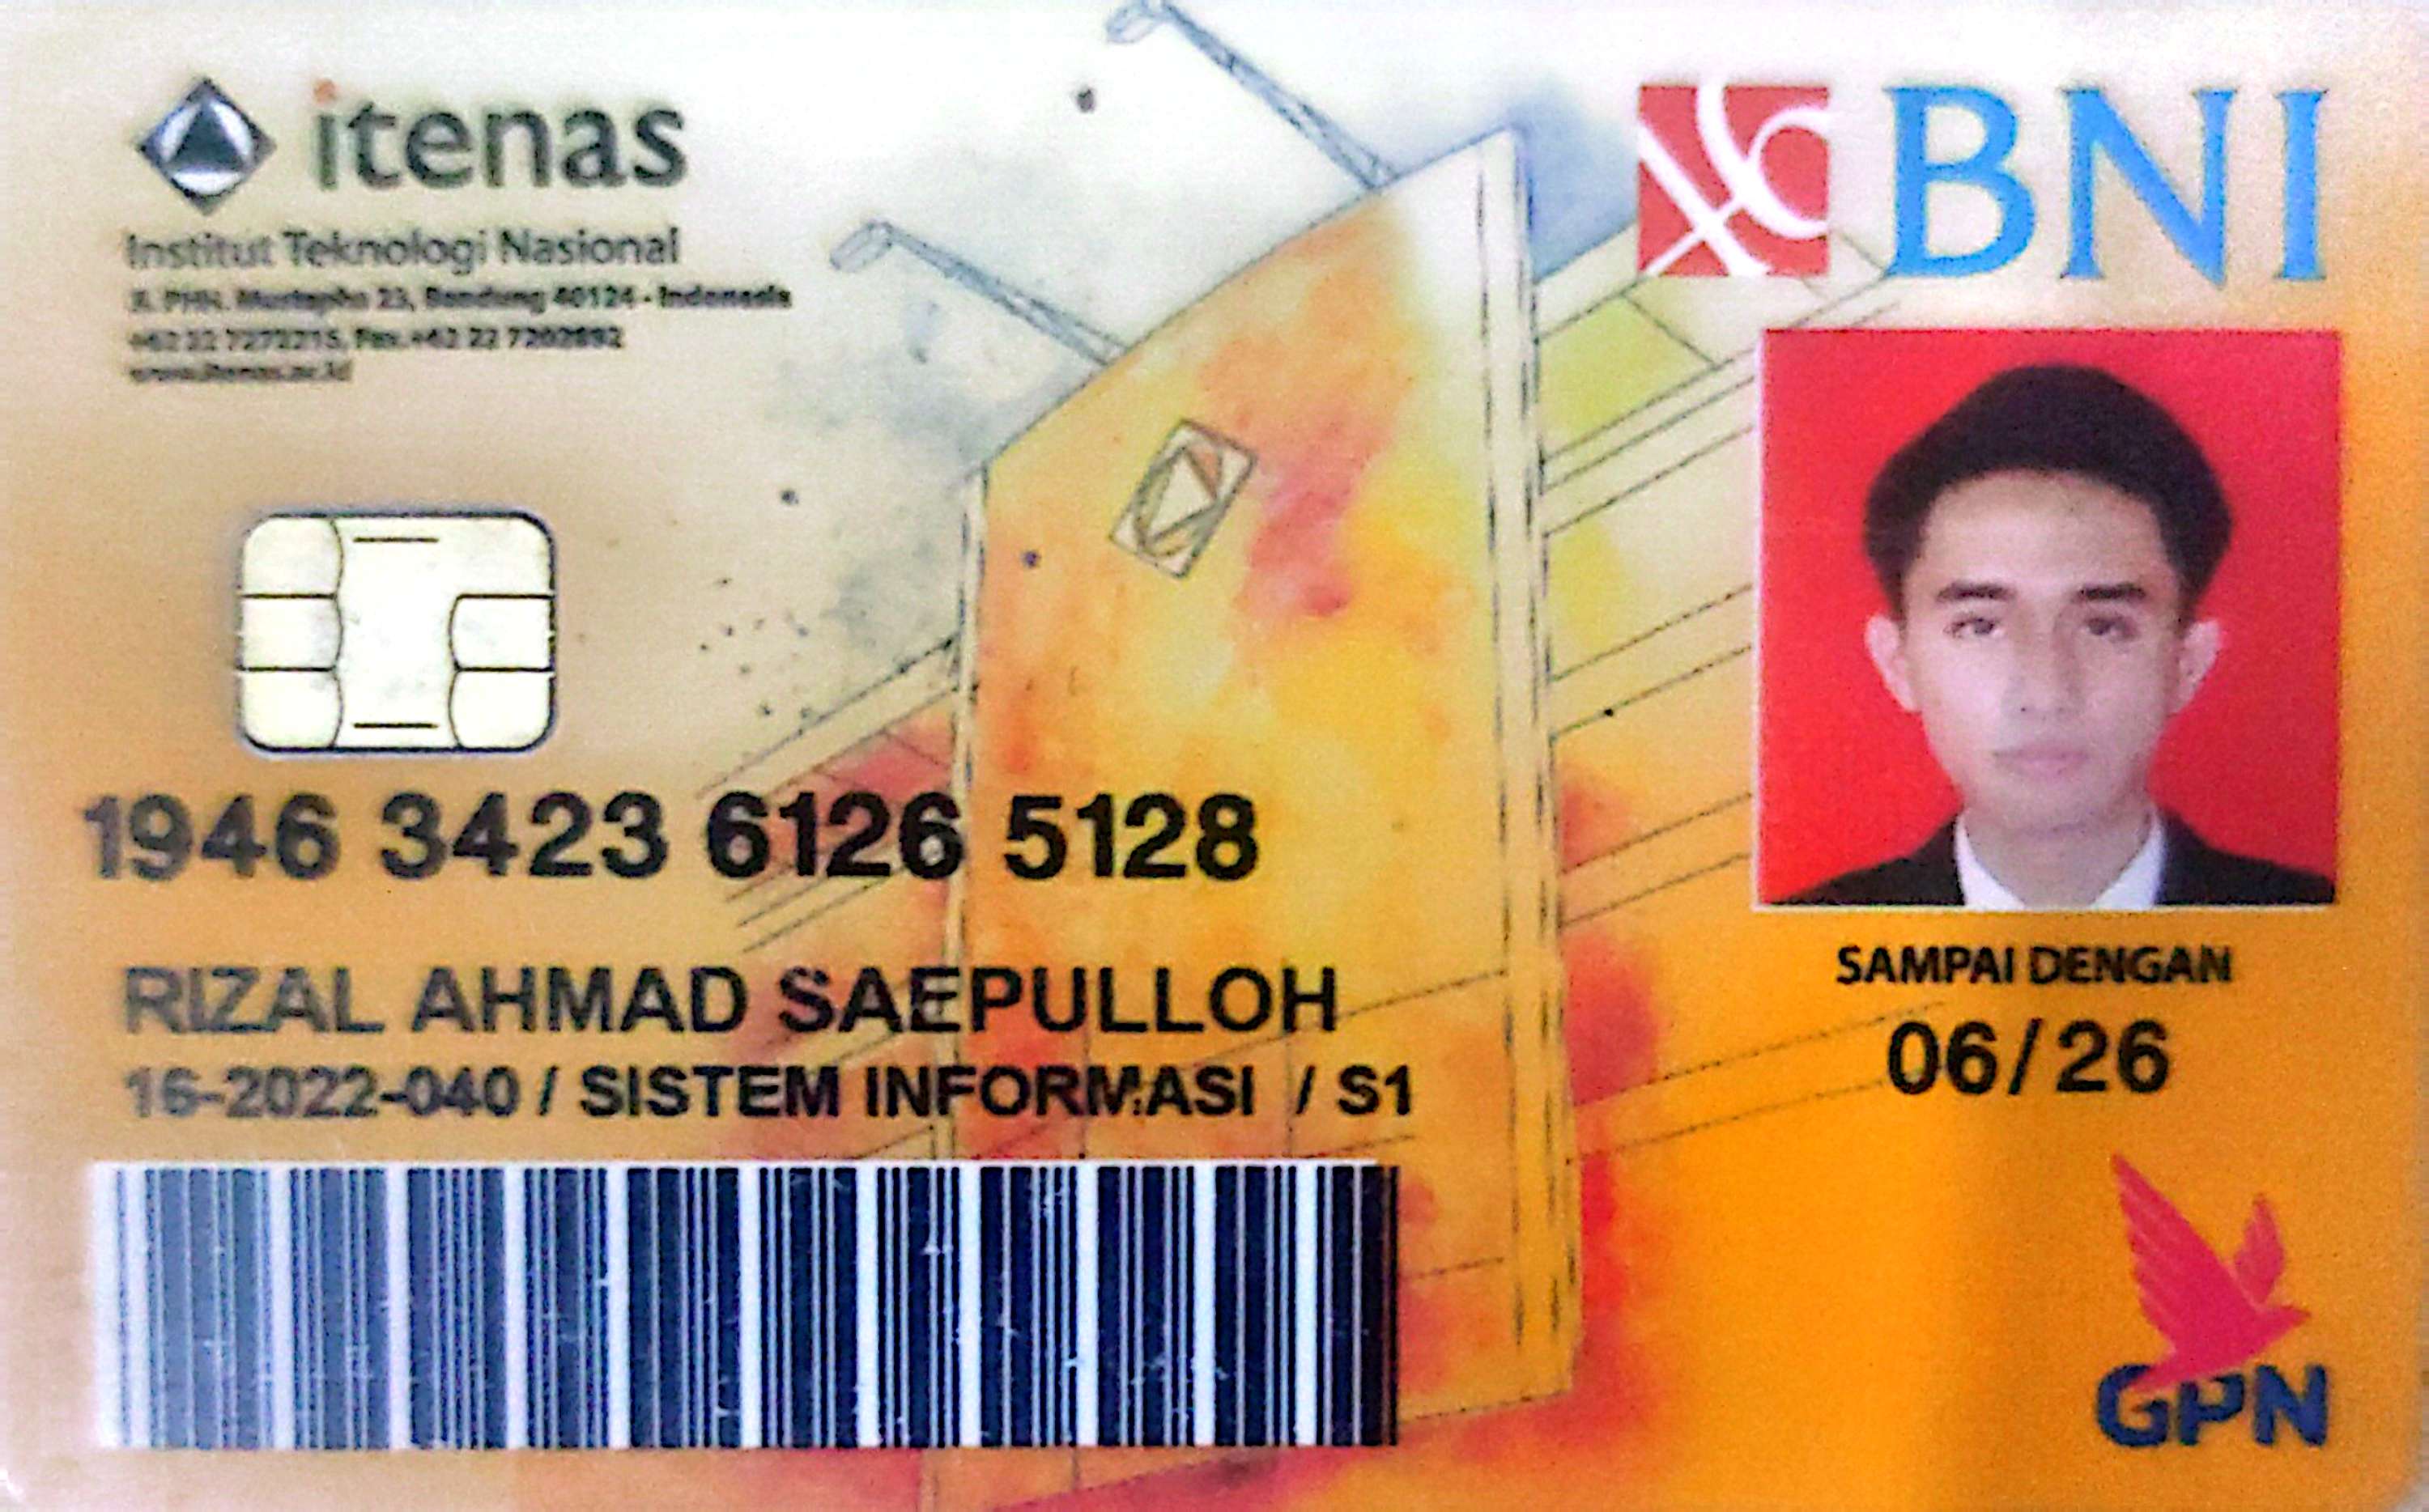 itenas
Institut Teknologi Nasional
Jl. PHH. Mustapha 23, Bandung 40124 - Indonesia
+62 22 7272215, Fax:+62 22 7202892
www.itenas.ac.id
BNI
1946 3423 6126 5128
RIZAL AHMAD SAEPULLOH
16-2022-040 / SISTEM INFORMASI / S1
SAMPAI DENGAN
06/26
GPN